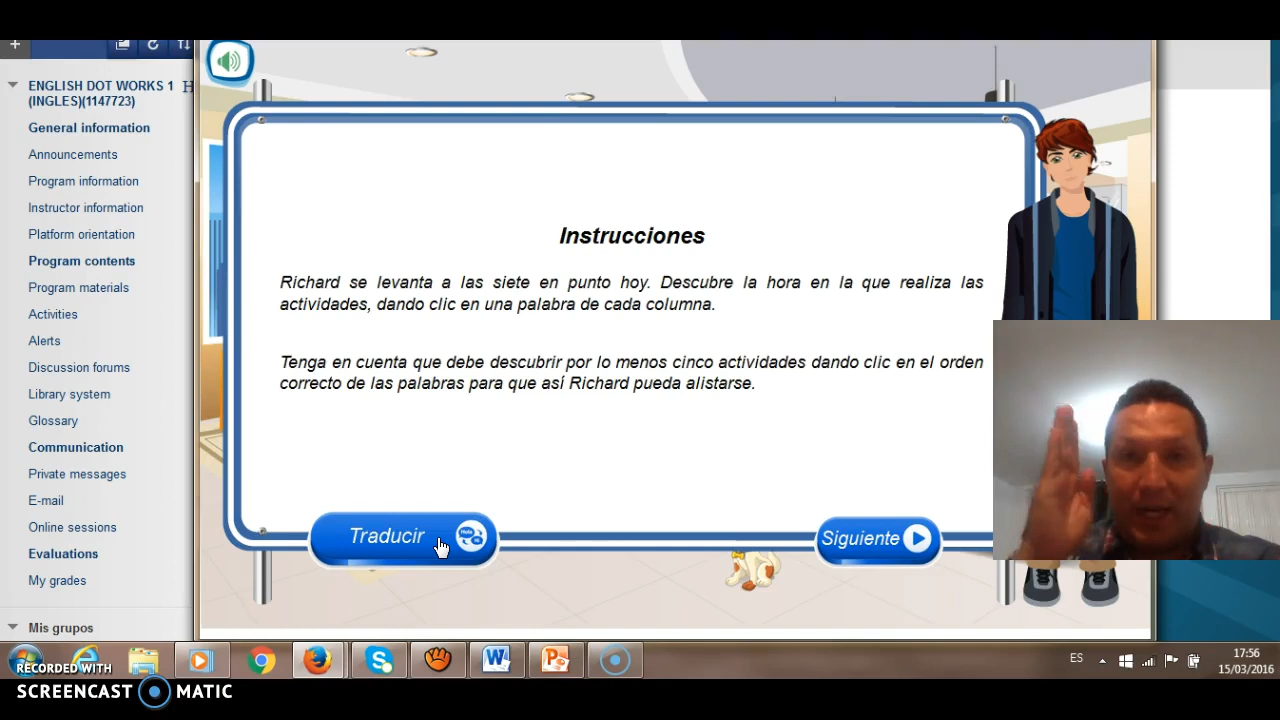 ENGLISH DOT WORKS 1
(INGLES)(1147723)
General information
Announcements
Program information
Instructor information
Platform orientation
Program contents
Program materials
Activities
Alerts
Discussion forums
Library system
Glossary
Communication
Private messages
E-mail
Online sessions
Evaluations
My grades
Mis grupos
Instrucciones
Richard se levanta a las siete en punto hoy. Descubre la hora en la que realiza las
actividades, dando clic en una palabra de cada columna.
Tenga en cuenta que debe descubrir por lo menos cinco actividades dando clic en el orden
correcto de las palabras para que así Richard pueda alistarse.
Traducir
Siguiente
ES
17:56
15/03/2016
RECORDED WITH
SCREENCAST MATIC